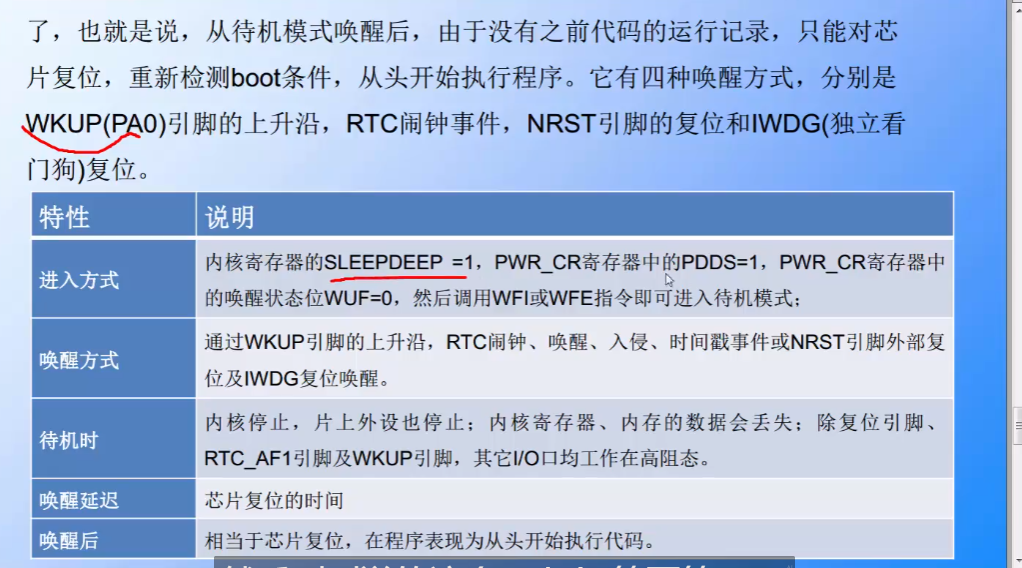 了，也就是说，从待机模式唤醒后，由于没有之前代码的运行记录，只能对芯
片复位，重新检测boot条件，从头开始执行程序。它有四种唤醒方式，分别是
WKUP(PA0)引脚的上升沿，RTC闹钟事件，NRST引脚的复位和IWDG(独立看
门狗)复位。
特性 说明
进入方式
内核寄存器的SLEEPDEEP =1，PWR_CR寄存器中的PDDS=1，PWR_CR寄存器中
的唤醒状态位WUF=0，然后调用WFI或WFE指令即可进入待机模式；
唤醒方式
通过WKUP引脚的上升沿，RTC闹钟、唤醒、入侵、时间戳事件或NRST引脚外部复
位及IWDG复位唤醒。
待机时
内核停止，片上外设也停止；内核寄存器、内存的数据会丢失；除复位引脚、
RTC_AF1引脚及WKUP引脚，其它I/O口均工作在高阻态。
唤醒延迟 芯片复位的时间
唤醒后 相当于芯片复位，在程序表现为从头开始执行代码。